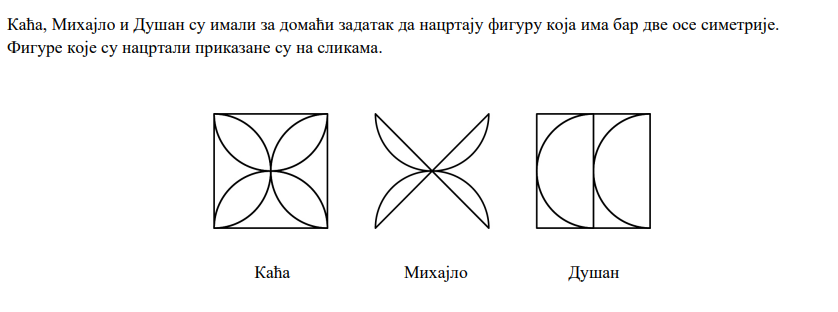 Каћа, Михајло и Душан су имали за домаћи задатак да нацртају фигуру која има бар две осе симетрије.
Фигуре које су нацртали приказане су на сликама.
Каћа Михајло Душан